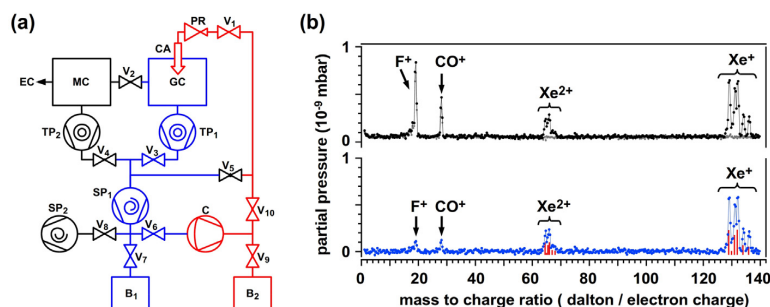 (a)
PR
V1
CA
EC
MC
V2
GC
TP2
TP1
V4
V3
V5
SP1
SP2
C
V10
V8
V6
V7
V9
B1
B2
(b)
partial pressure (10⁻⁹ mbar)
1
0
F⁺
CO⁺
Xe²⁺
Xe⁺
1
0
F⁺
CO⁺
Xe²⁺
Xe⁺
0 20 40 60 80 100 120 140
mass to charge ratio ( dalton / electron charge)